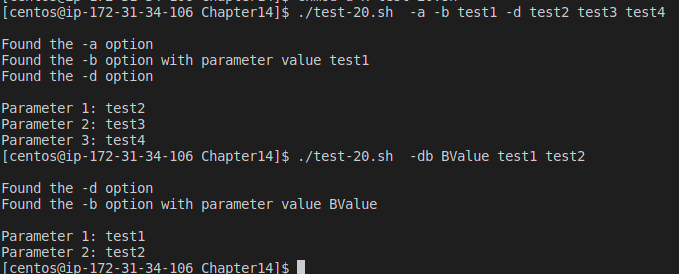 [centos@ip-172-31-34-106 Chapter14]$ ./test-20.sh  -a -b test1 -d test2 test3 test4
Found the -a option
Found the -b option with parameter value test1
Found the -d option
Parameter 1: test2
Parameter 2: test3
Parameter 3: test4
[centos@ip-172-31-34-106 Chapter14]$ ./test-20.sh  -db BValue test1 test2
Found the -d option
Found the -b option with parameter value BValue
Parameter 1: test1
Parameter 2: test2
[centos@ip-172-31-34-106 Chapter14]$